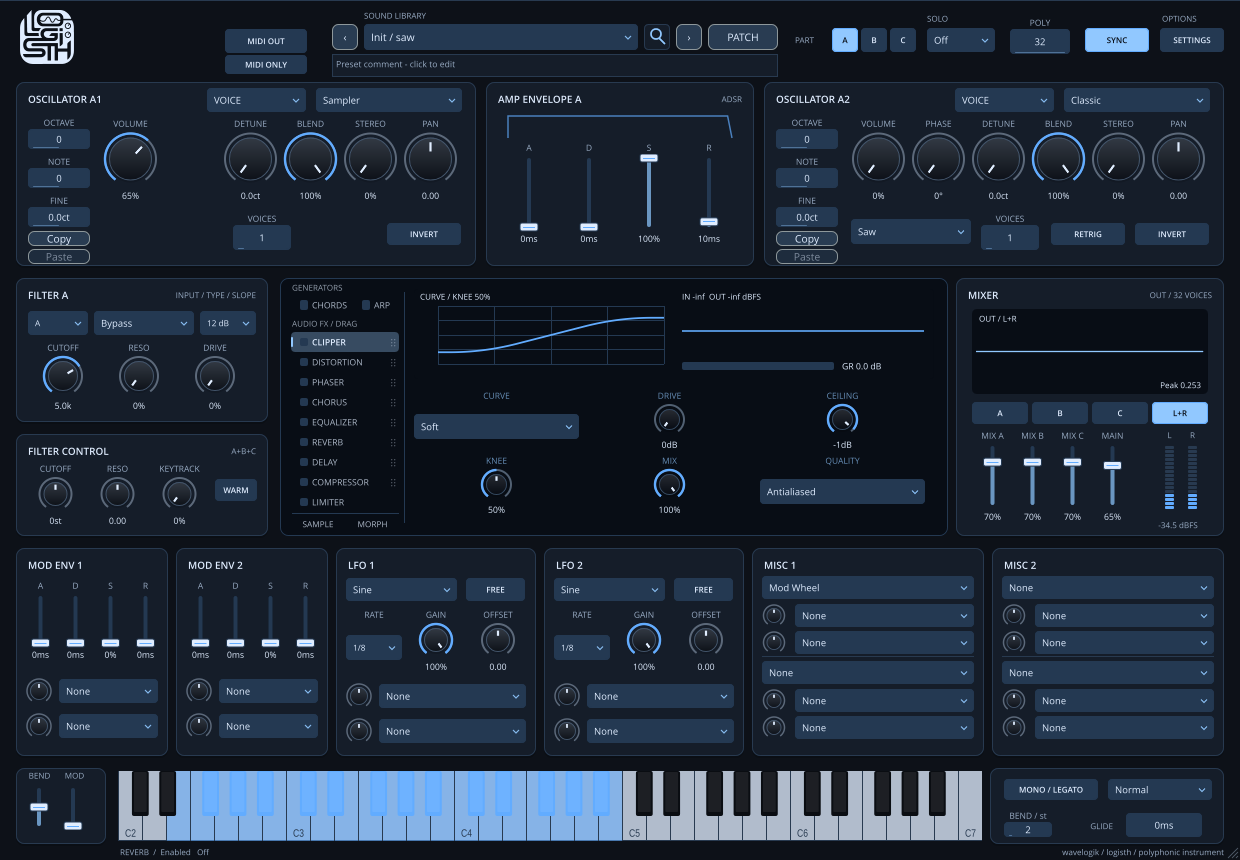 LOGISTH
MIDI OUT
MIDI ONLY
SOUND LIBRARY
‹ Init / saw › PATCH
Preset comment - click to edit
PART A B C
SOLO
Off
POLY
32
SYNC
OPTIONS
SETTINGS
OSCILLATOR A1 VOICE Sampler
OCTAVE VOLUME DETUNE BLEND STEREO PAN
0
NOTE
0
65% 0.0ct 100% 0% 0.00
FINE
0.0ct
VOICES
1
INVERT
Copy
Paste
AMP ENVELOPE A ADSR
A D S R
0ms 0ms 100% 10ms
OSCILLATOR A2 VOICE Classic
OCTAVE VOLUME PHASE DETUNE BLEND STEREO PAN
0
NOTE
0
0% 0° 0.0ct 100% 0% 0.00
FINE
0.0ct
Saw
VOICES
1
RETRIG INVERT
Copy
Paste
FILTER A INPUT / TYPE / SLOPE
A Bypass 12 dB
CUTOFF RESO DRIVE
5.0k 0% 0%
FILTER CONTROL A+B+C
CUTOFF RESO KEYTRACK
WARM
0st 0.00 0%
GENERATORS
CHORDS ARP
AUDIO FX / DRAG
CLIPPER
DISTORTION
PHASER
CHORUS
EQUALIZER
REVERB
DELAY
COMPRESSOR
LIMITER
SAMPLE MORPH
CURVE / KNEE 50%
IN -inf OUT -inf dBFS
GR 0.0 dB
CURVE DRIVE CEILING
Soft
0dB -1dB
KNEE MIX QUALITY
Antialiased
50% 100%
MIXER OUT / 32 VOICES
OUT / L+R
Peak 0.253
A B C L+R
MIX A MIX B MIX C MAIN L R
70% 70% 70% 65%
-34.5 dBFS
MOD ENV 1
A D S R
0ms 0ms 0% 0ms
None
None
MOD ENV 2
A D S R
0ms 0ms 0% 0ms
None
None
LFO 1
Sine FREE
RATE GAIN OFFSET
1/8
100% 0.00
None
None
LFO 2
Sine FREE
RATE GAIN OFFSET
1/8
100% 0.00
None
None
MISC 1
Mod Wheel
None
None
None
None
None
MISC 2
None
None
None
None
None
None
BEND MOD
C2 C3 C4 C5 C6 C7
MONO / LEGATO Normal
BEND / st
2
GLIDE 0ms
REVERB / Enabled Off
wavelogik / logisth / polyphonic instrument